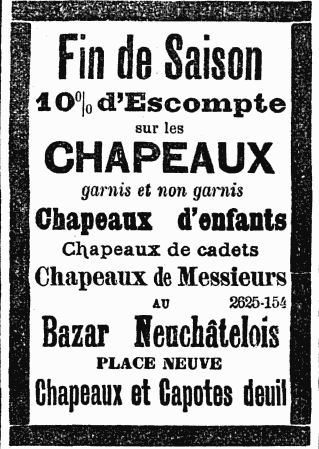 Fin de Saison
10% d'Escompte
sur les
CHAPEAUX
garnis et non garnis
Chapeaux d'enfants
Chapeaux de cadets
Chapeaux de Messieurs
AU 2625-154
Bazar Neuchâtelois
PLACE NEUVE
Chapeaux et Capotes deuil